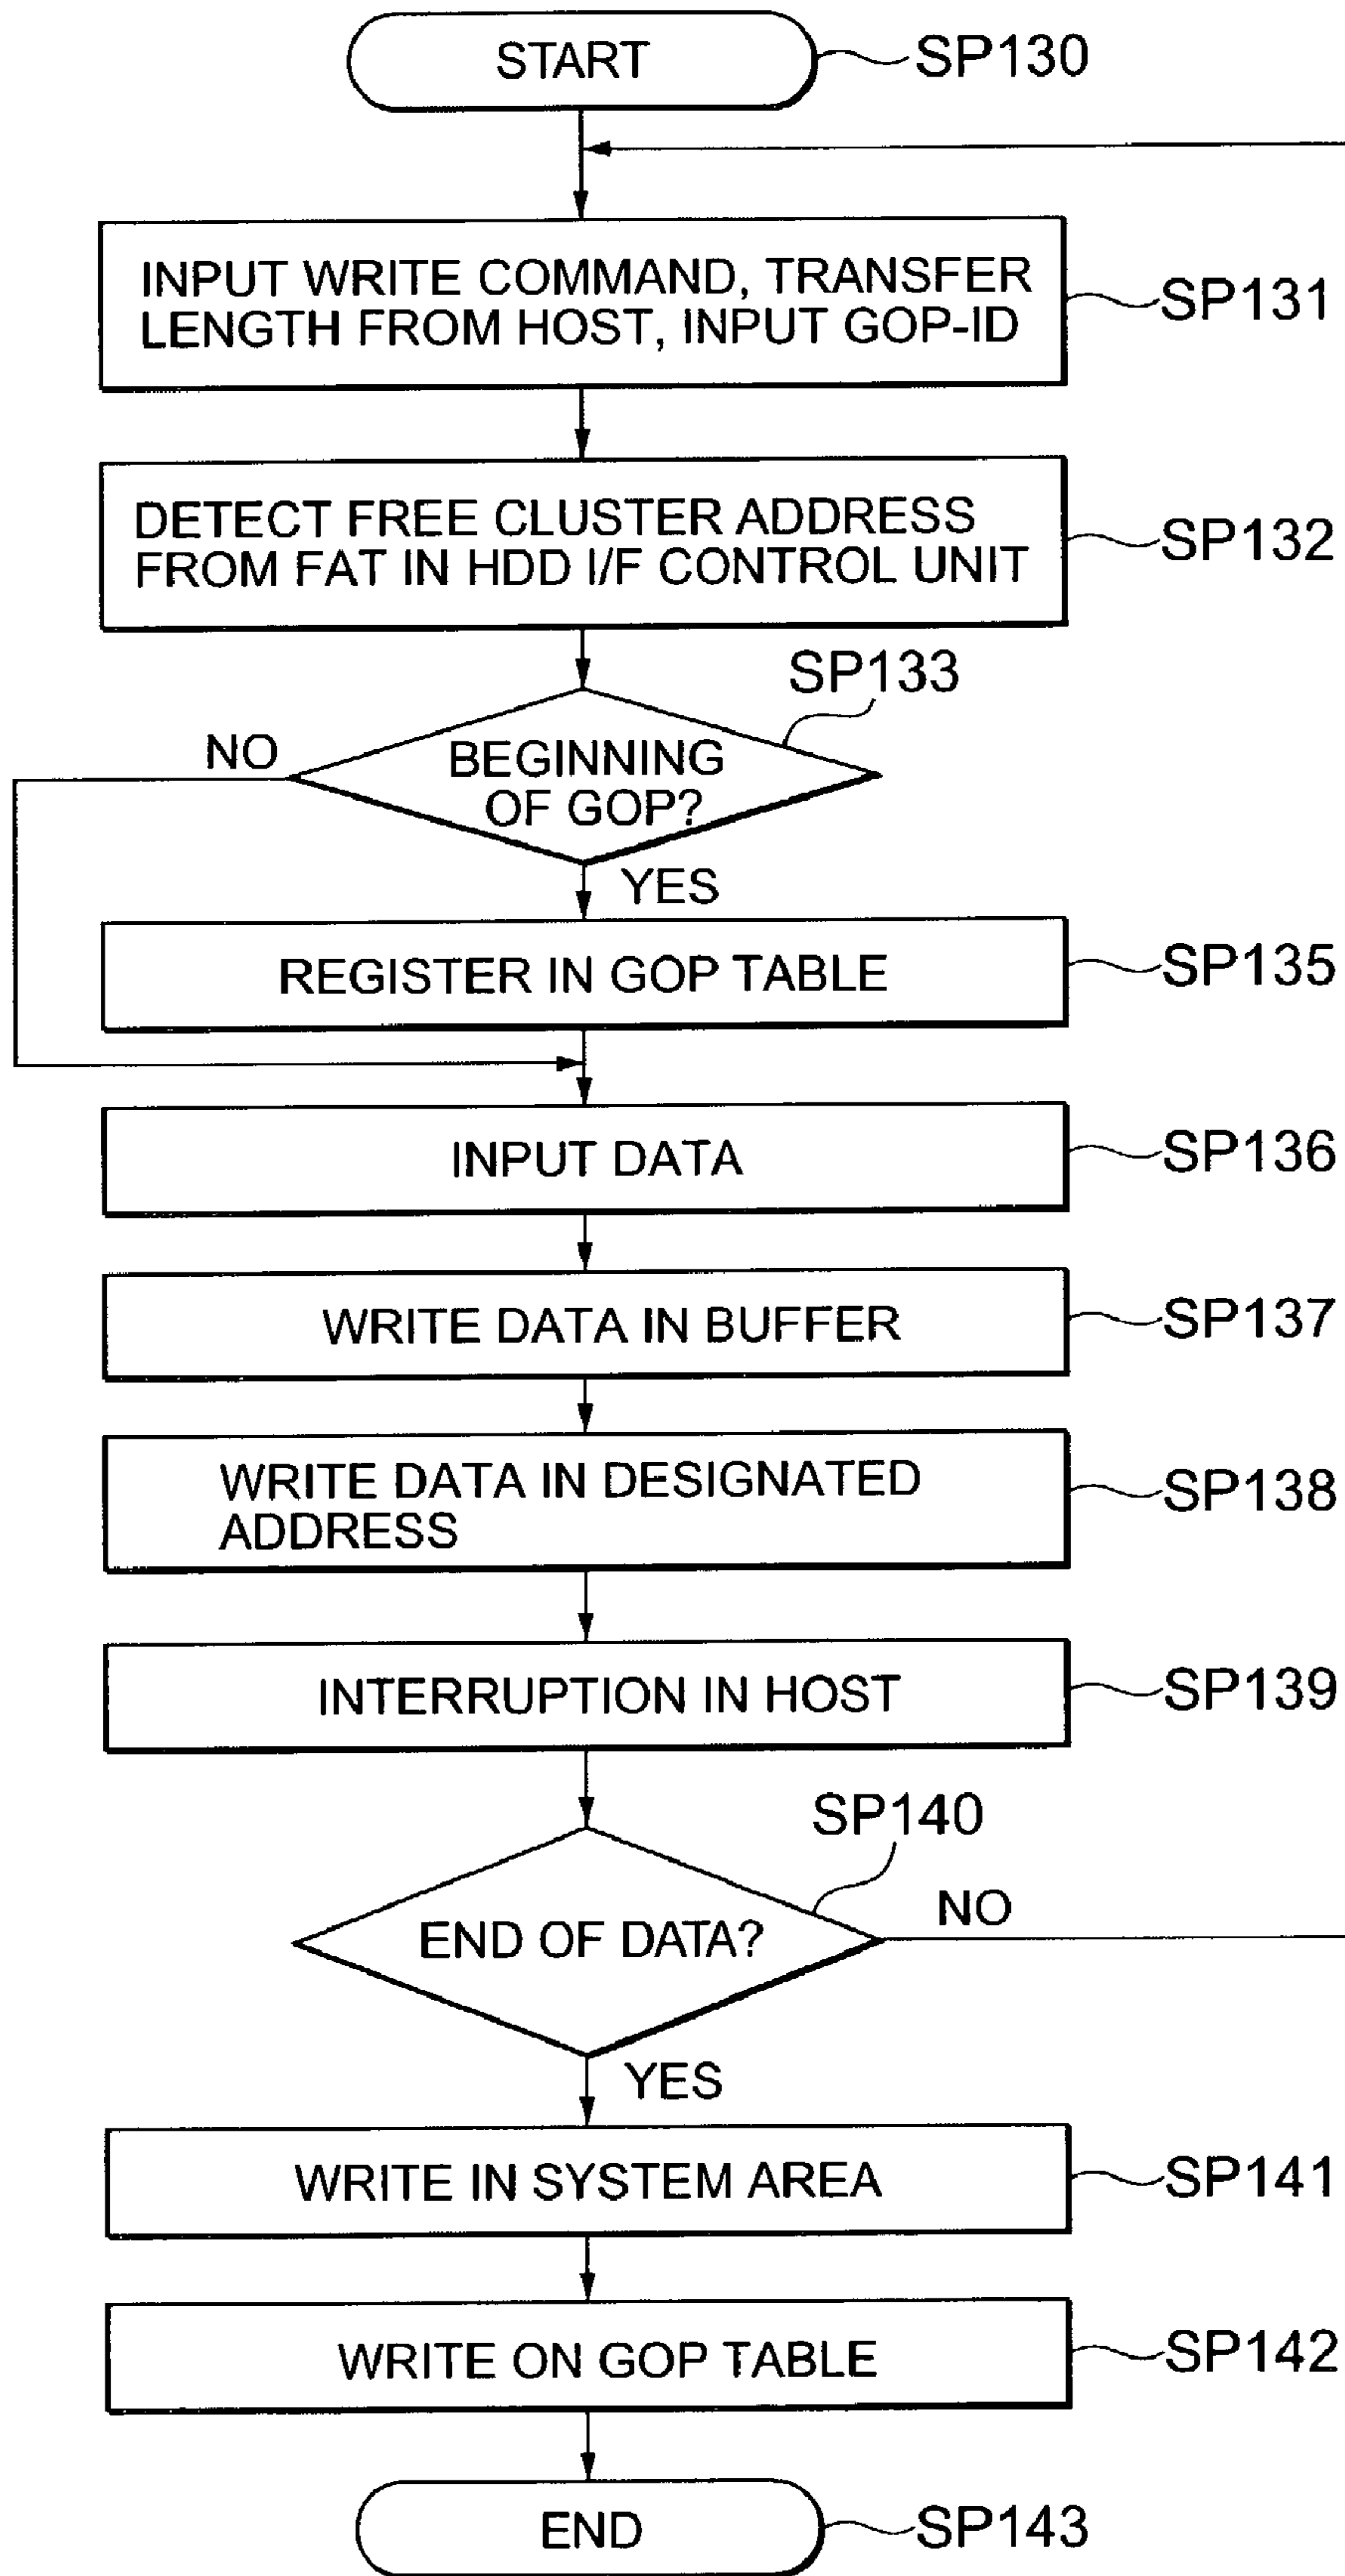 START
SP130
INPUT WRITE COMMAND, TRANSFER
LENGTH FROM HOST, INPUT GOP-ID
SP131
DETECT FREE CLUSTER ADDRESS
FROM FAT IN HDD I/F CONTROL UNIT
SP132
SP133
NO
BEGINNING
OF GOP?
YES
REGISTER IN GOP TABLE
SP135
INPUT DATA
SP136
WRITE DATA IN BUFFER
SP137
WRITE DATA IN DESIGNATED
ADDRESS
SP138
INTERRUPTION IN HOST
SP139
SP140
END OF DATA?
NO
YES
WRITE IN SYSTEM AREA
SP141
WRITE ON GOP TABLE
SP142
END
SP143